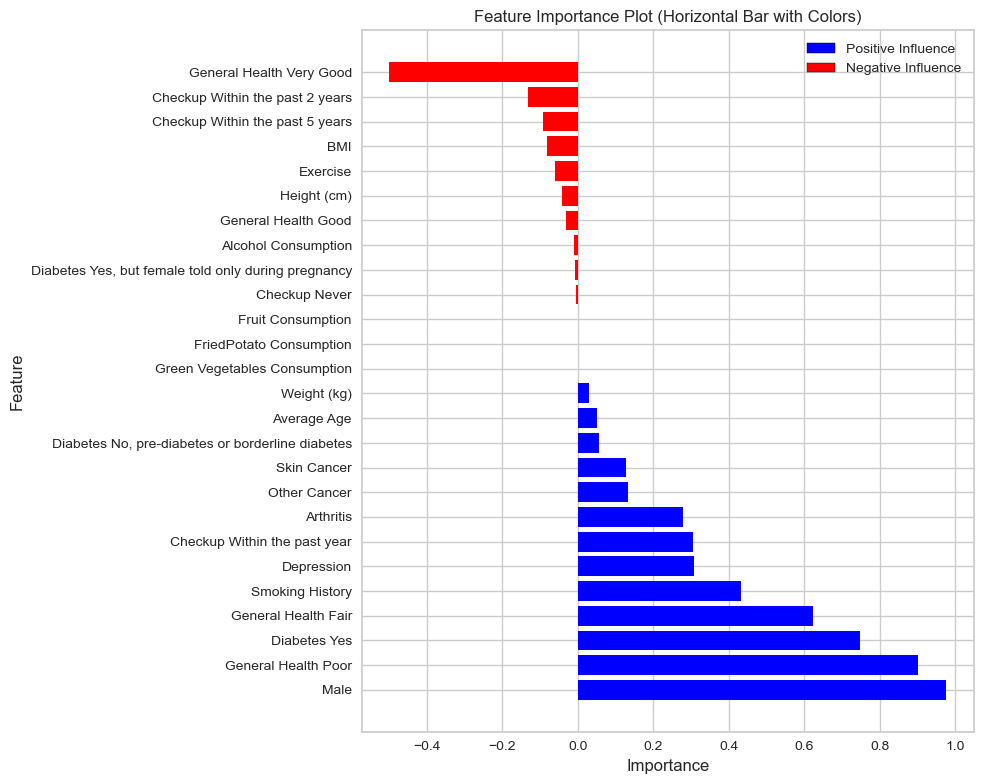 Feature Importance Plot (Horizontal Bar with Colors)
Positive Influence
Negative Influence
General Health Very Good
Checkup Within the past 2 years
Checkup Within the past 5 years
BMI
Exercise
Height (cm)
General Health Good
Alcohol Consumption
Diabetes Yes, but female told only during pregnancy
Checkup Never
Fruit Consumption
FriedPotato Consumption
Green Vegetables Consumption
Weight (kg)
Average Age
Diabetes No, pre-diabetes or borderline diabetes
Skin Cancer
Other Cancer
Arthritis
Checkup Within the past year
Depression
Smoking History
General Health Fair
Diabetes Yes
General Health Poor
Male
Feature
−0.4 −0.2 0.0 0.2 0.4 0.6 0.8 1.0
Importance